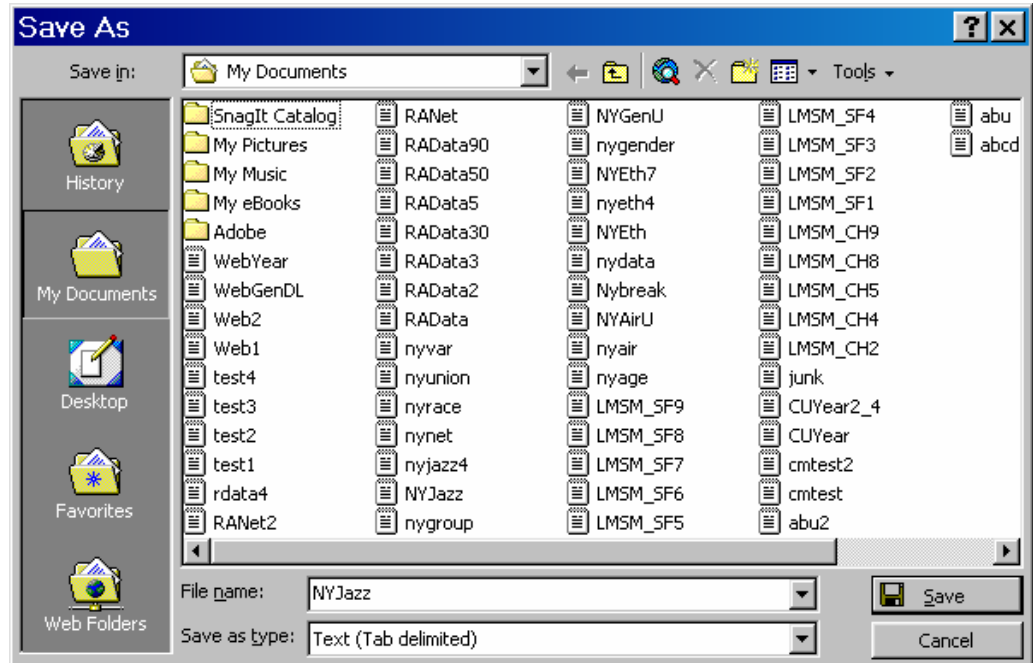 Save As
Save in:
My Documents
Tools
History
My Documents
Desktop
Favorites
Web Folders
SnagIt Catalog
My Pictures
My Music
My eBooks
Adobe
WebYear
WebGenDL
Web2
Web1
test4
test3
test2
test1
rdata4
RANet2
RANet
RAData90
RAData50
RAData5
RAData30
RAData3
RAData2
RAData
nyvar
nyunion
nyrace
nynet
nyjazz4
NYJazz
nygroup
NYGenU
nygender
NYEth7
nyeth4
NYEth
nydata
Nybreak
NYAirU
nyair
nyage
LMSM_SF9
LMSM_SF8
LMSM_SF7
LMSM_SF6
LMSM_SF5
LMSM_SF4
LMSM_SF3
LMSM_SF2
LMSM_SF1
LMSM_CH9
LMSM_CH8
LMSM_CH5
LMSM_CH4
LMSM_CH2
junk
CUYear2_4
CUYear
cmtest2
cmtest
abu2
abu
abcd
File name:
NYJazz
Save
Save as type:
Text (Tab delimited)
Cancel